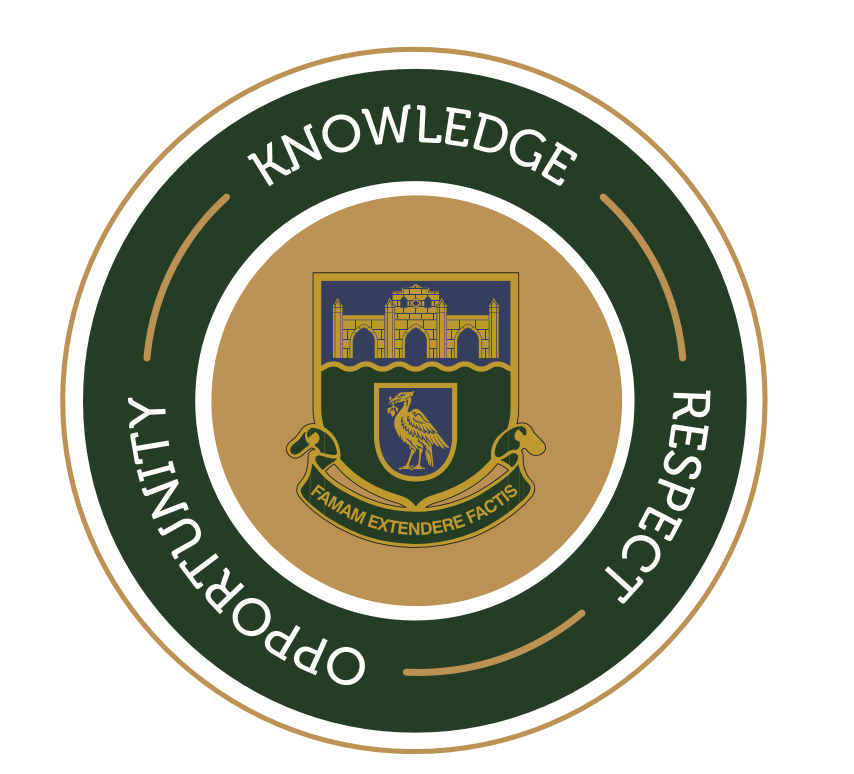 KNOWLEDGE
RESPECT
OPPORTUNITY
FAMAM EXTENDERE FACTIS